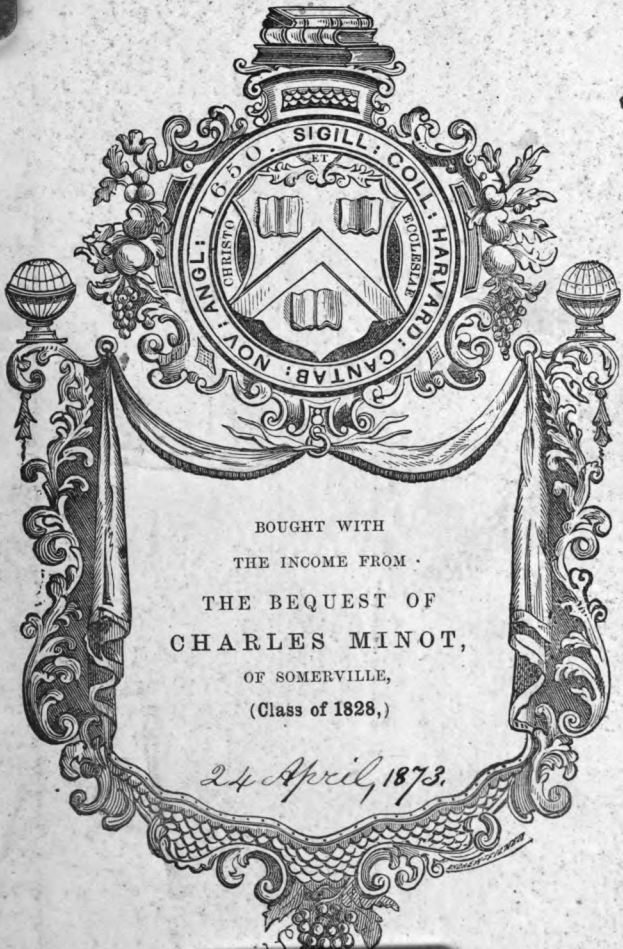 1650. SIGILL: COLL: HARVARD: CANTAB: NOV: ANGL:
ET
CHRISTO
ECCLESIAE
BOUGHT WITH
THE INCOME FROM
THE BEQUEST OF
CHARLES MINOT,
OF SOMERVILLE,
(Class of 1828,)
24 April, 1873.